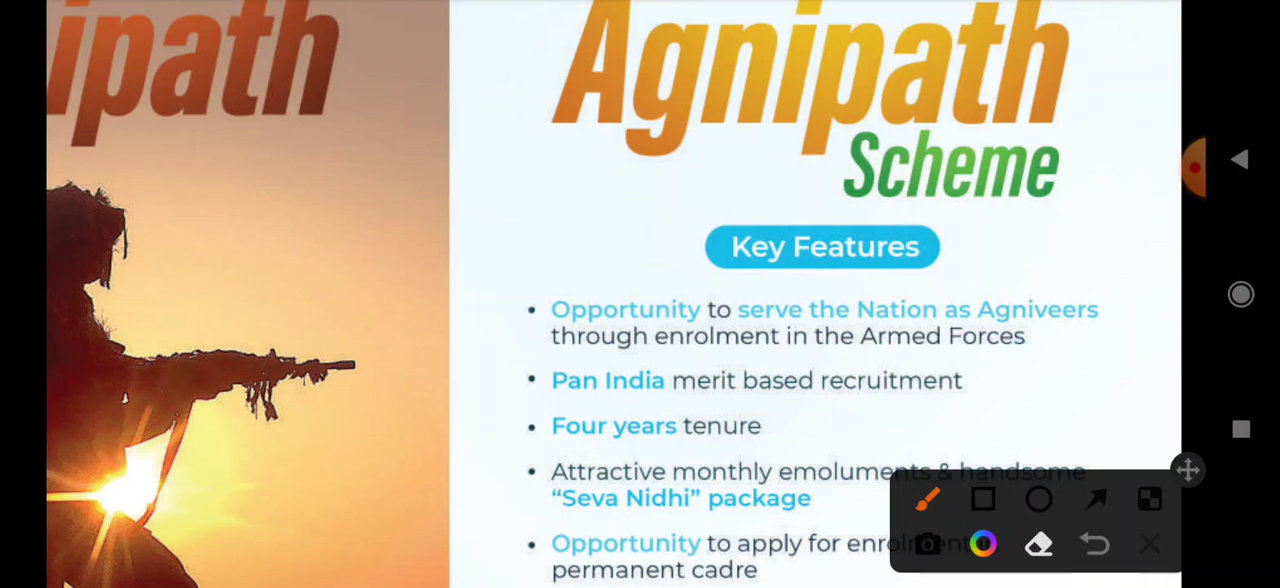 ipath
Agnipath
Scheme
Key Features
• Opportunity to serve the Nation as Agniveers
through enrolment in the Armed Forces
• Pan India merit based recruitment
• Four years tenure
• Attractive monthly emoluments & handsome
“Seva Nidhi” package
• Opportunity to apply for enrolment in
permanent cadre